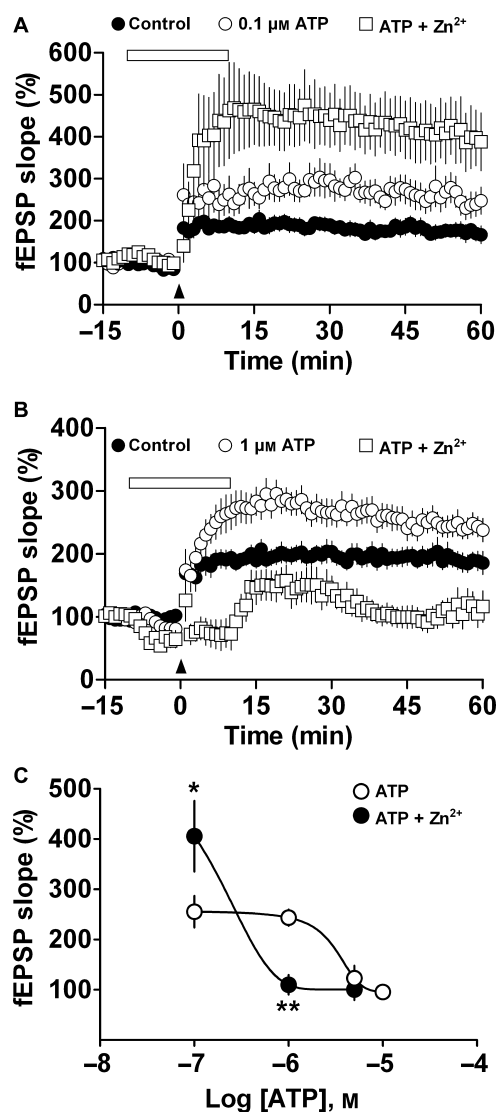 A
Control 0.1 μM ATP ATP + Zn²⁺
600
500
400
300
200
100
0
fEPSP slope (%)
–15 0 15 30 45 60
Time (min)
B
Control 1 μM ATP ATP + Zn²⁺
400
300
200
100
0
fEPSP slope (%)
–15 0 15 30 45 60
Time (min)
C
ATP
ATP + Zn²⁺
500
400
300
200
100
fEPSP slope (%)
*
**
–8 –7 –6 –5 –4
Log [ATP], M